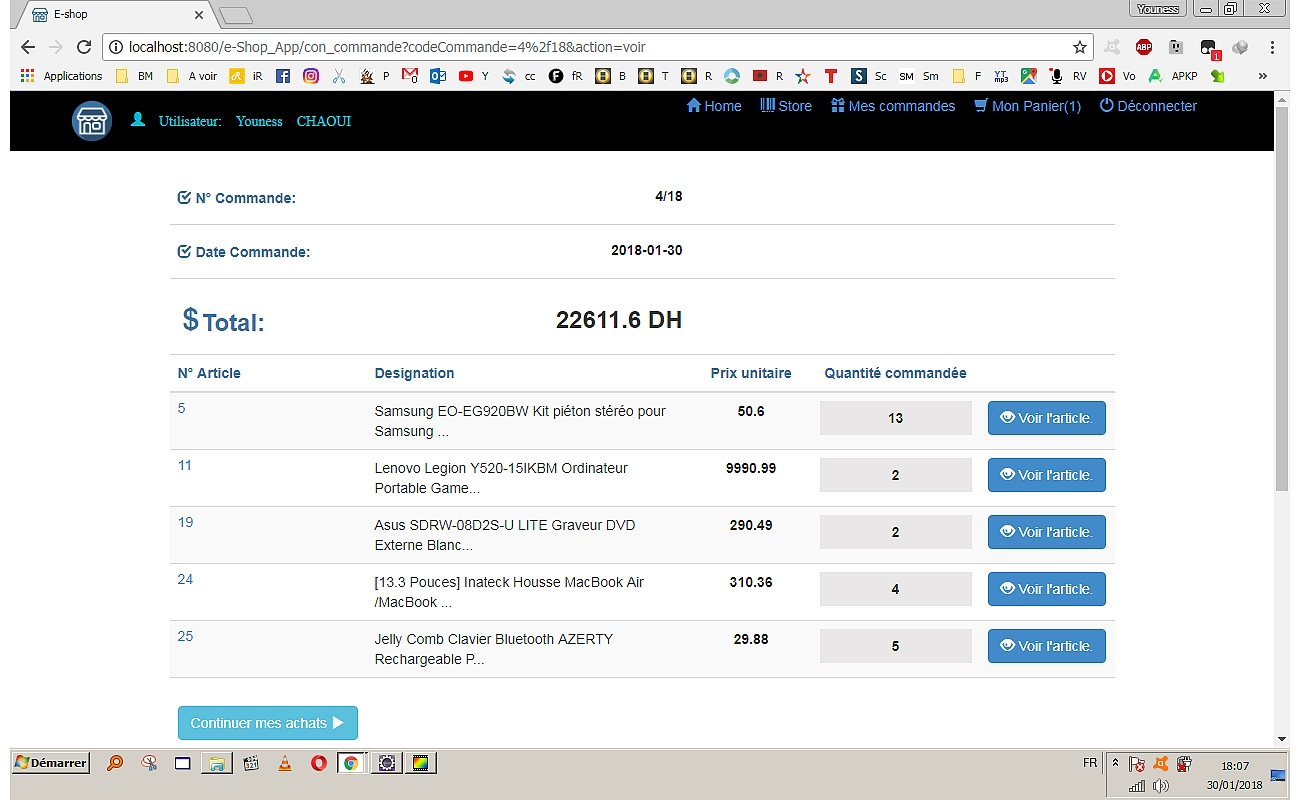 E-shop
Youness
localhost:8080/e-Shop_App/con_commande?codeCommande=4%2f18&action=voir
ABP
1
Applications BM A voir iR P Y cc fR B T R R Sc Sm F RV Vo APKP »
Utilisateur: Youness CHAOUI
Home Store Mes commandes Mon Panier(1) Déconnecter
N° Commande: 4/18
Date Commande: 2018-01-30
$ Total: 22611.6 DH
N° Article Designation Prix unitaire Quantité commandée
5 Samsung EO-EG920BW Kit piéton stéréo pour Samsung ... 50.6 13 Voir l'article.
11 Lenovo Legion Y520-15IKBM Ordinateur Portable Game... 9990.99 2 Voir l'article.
19 Asus SDRW-08D2S-U LITE Graveur DVD Externe Blanc... 290.49 2 Voir l'article.
24 [13.3 Pouces] Inateck Housse MacBook Air /MacBook ... 310.36 4 Voir l'article.
25 Jelly Comb Clavier Bluetooth AZERTY Rechargeable P... 29.88 5 Voir l'article.
Continuer mes achats
Démarrer
FR
18:07
30/01/2018